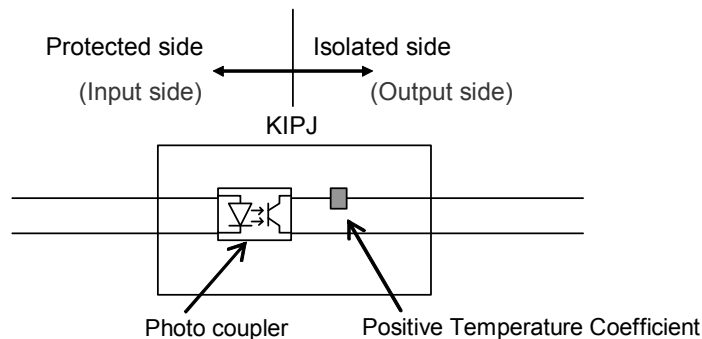 Protected side
Isolated side
(Input side)
(Output side)
KIPJ
Photo coupler
Positive Temperature Coefficient